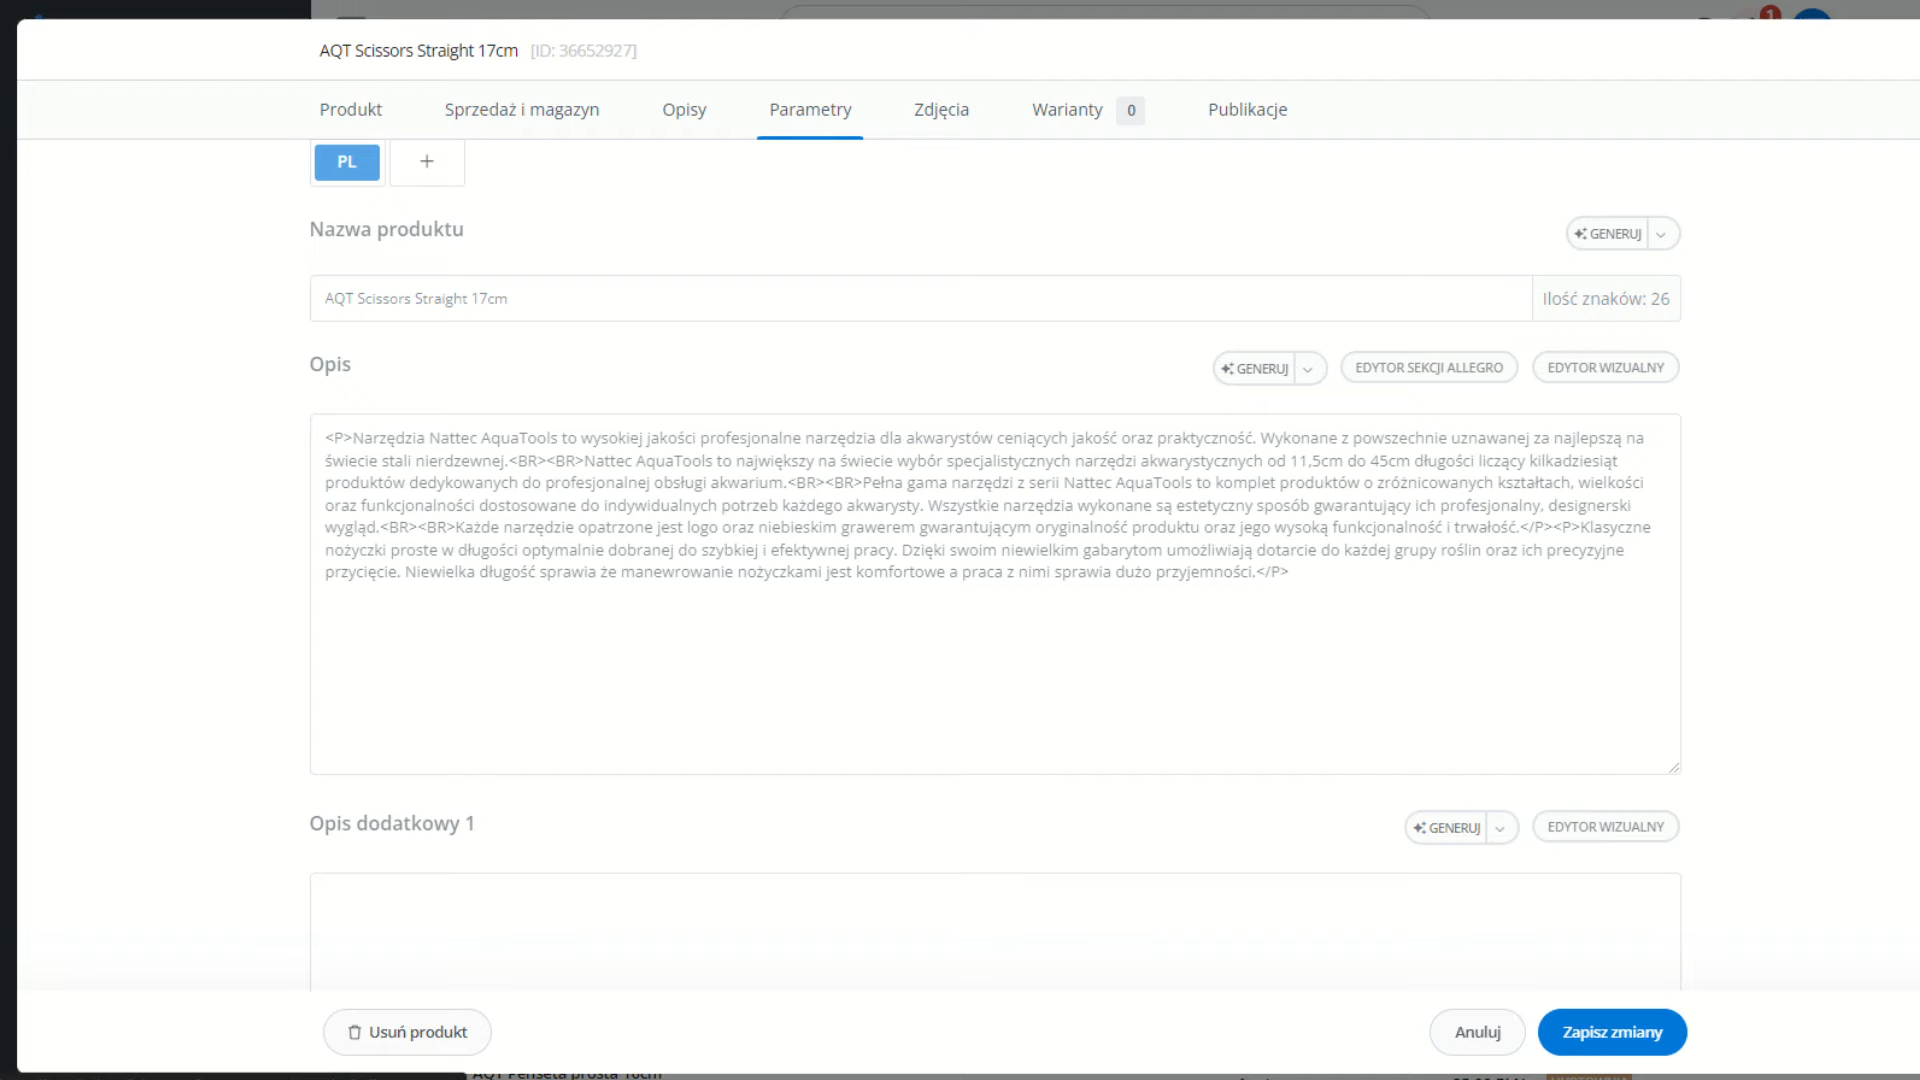 1
AQT Scissors Straight 17cm [ID: 36652927]
Produkt Sprzedaż i magazyn Opisy Parametry Zdjęcia Warianty 0 Publikacje
PL +
Nazwa produktu GENERUJ
AQT Scissors Straight 17cm Ilość znaków: 26
Opis GENERUJ EDYTOR SEKCJI ALLEGRO EDYTOR WIZUALNY
<P>Narzędzia Nattec AquaTools to wysokiej jakości profesjonalne narzędzia dla akwarystów ceniących jakość oraz praktyczność. Wykonane z powszechnie uznawanej za najlepszą na
świecie stali nierdzewnej.<BR><BR>Nattec AquaTools to największy na świecie wybór specjalistycznych narzędzi akwarystycznych od 11,5cm do 45cm długości liczący kilkadziesiąt
produktów dedykowanych do profesjonalnej obsługi akwarium.<BR><BR>Pełna gama narzędzi z serii Nattec AquaTools to komplet produktów o zróżnicowanych kształtach, wielkości
oraz funkcjonalności dostosowane do indywidualnych potrzeb każdego akwarysty. Wszystkie narzędzia wykonane są estetyczny sposób gwarantujący ich profesjonalny, designerski
wygląd.<BR><BR>Każde narzędzie opatrzone jest logo oraz niebieskim grawerem gwarantującym oryginalność produktu oraz jego wysoką funkcjonalność i trwałość.</P><P>Klasyczne
nożyczki proste w długości optymalnie dobranej do szybkiej i efektywnej pracy. Dzięki swoim niewielkim gabarytom umożliwiają dotarcie do każdej grupy roślin oraz ich precyzyjne
przycięcie. Niewielka długość sprawia że manewrowanie nożyczkami jest komfortowe a praca z nimi sprawia dużo przyjemności.</P>
Opis dodatkowy 1 GENERUJ EDYTOR WIZUALNY
Usuń produkt Anuluj Zapisz zmiany